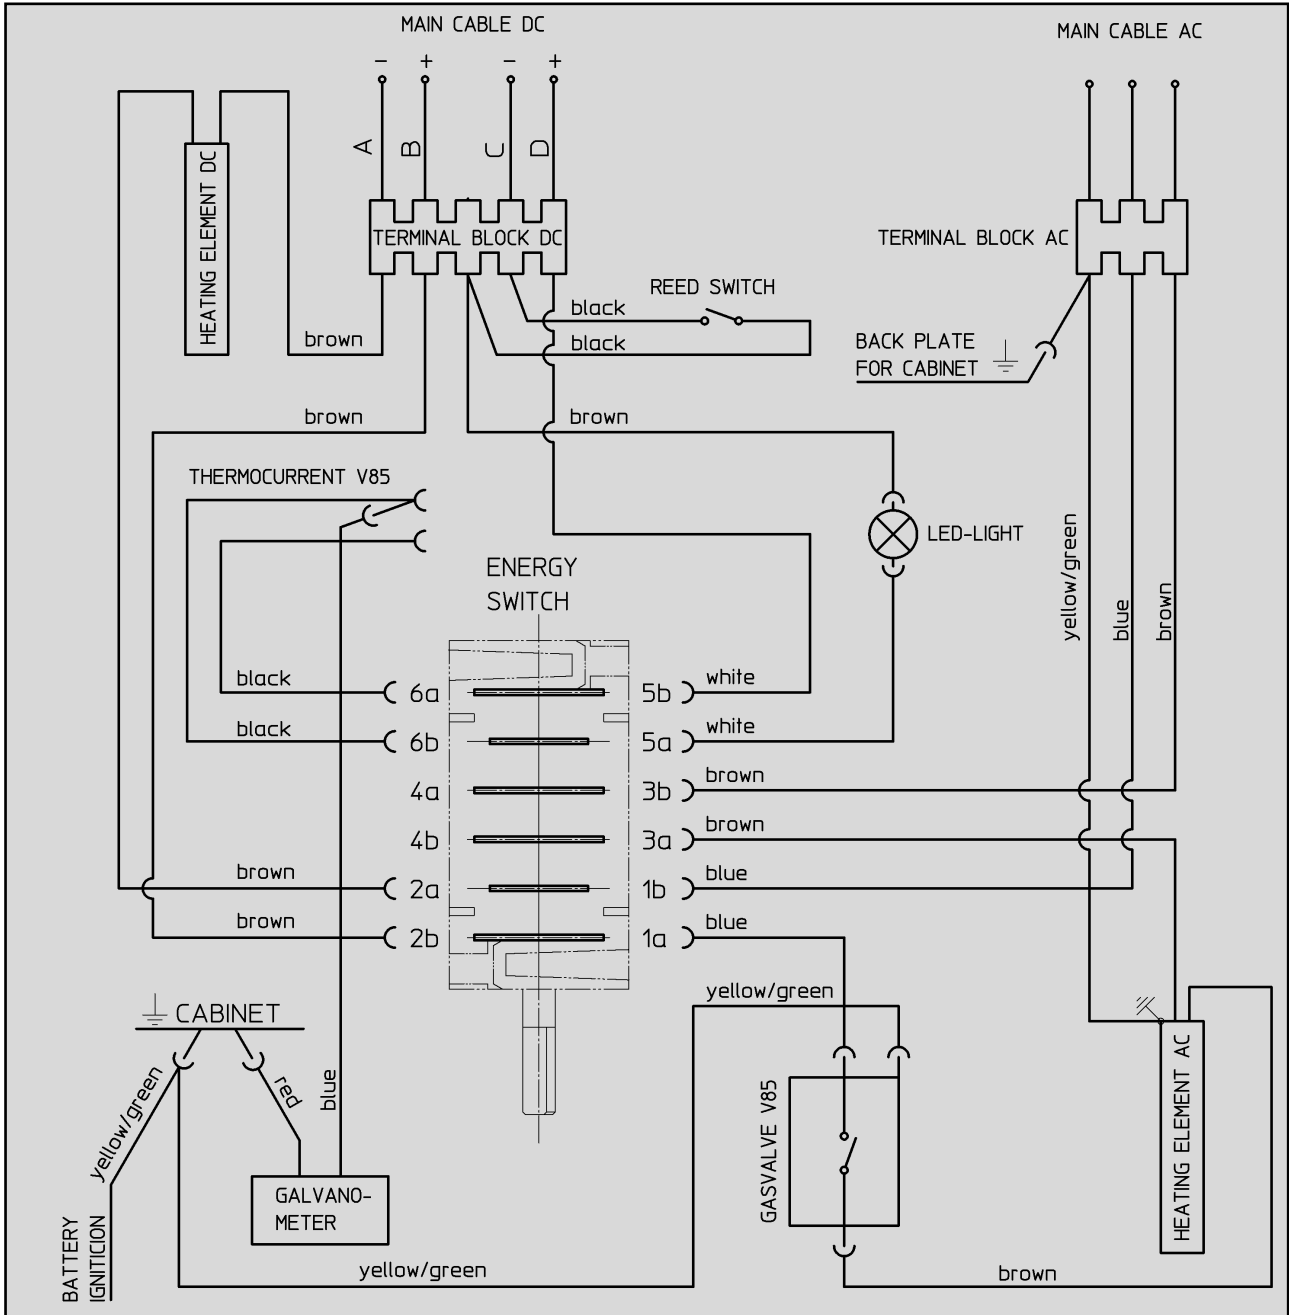 MAIN CABLE DC
MAIN CABLE AC
- + - +
A B C D
HEATING ELEMENT DC
TERMINAL BLOCK DC
TERMINAL BLOCK AC
REED SWITCH
black
black
brown
BACK PLATE
FOR CABINET
brown
brown
THERMOCURRENT V85
LED-LIGHT
yellow/green
blue
brown
ENERGY
SWITCH
black 6a 5b white
black 6b 5a white
4a 3b brown
4b 3a brown
brown 2a 1b blue
brown 2b 1a blue
yellow/green
CABINET
yellow/green
red
blue
GASVALVE V85
HEATING ELEMENT AC
GALVANO-
METER
BATTERY
IGNITICION
yellow/green
brown